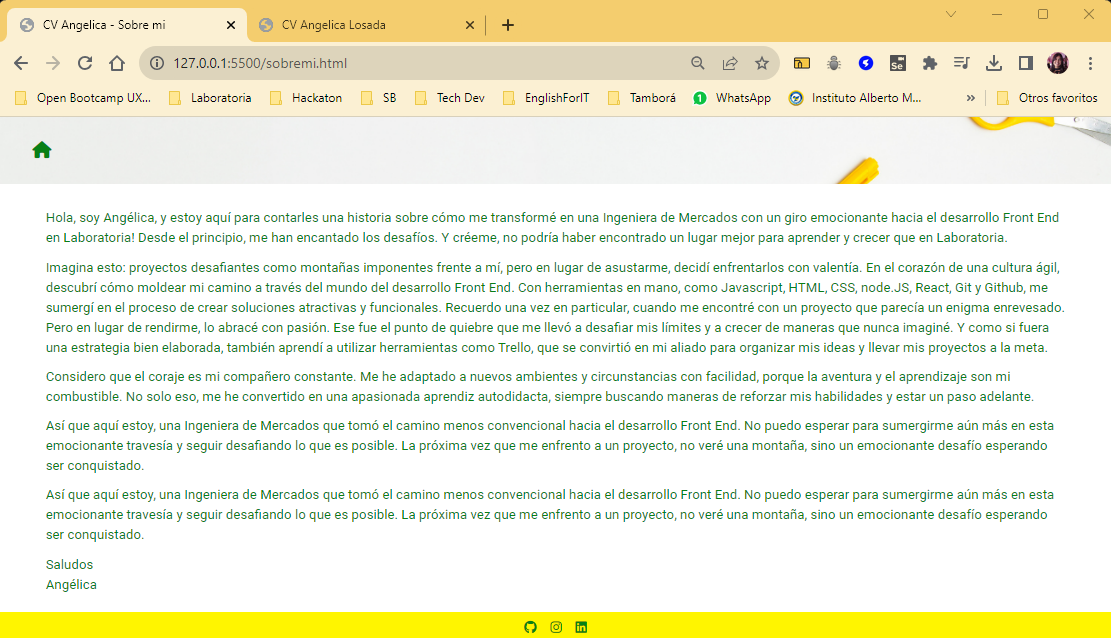 CV Angelica - Sobre mi
CV Angelica Losada
127.0.0.1:5500/sobremi.html
Open Bootcamp UX...
Laboratoria
Hackaton
SB
Tech Dev
EnglishForIT
Tamborá
1
WhatsApp
Instituto Alberto M...
»
Otros favoritos
Se
Hola, soy Angélica, y estoy aquí para contarles una historia sobre cómo me transformé en una Ingeniera de Mercados con un giro emocionante hacia el desarrollo Front End
en Laboratoria! Desde el principio, me han encantado los desafíos. Y créeme, no podría haber encontrado un lugar mejor para aprender y crecer que en Laboratoria.
Imagina esto: proyectos desafiantes como montañas imponentes frente a mí, pero en lugar de asustarme, decidí enfrentarlos con valentía. En el corazón de una cultura ágil,
descubrí cómo moldear mi camino a través del mundo del desarrollo Front End. Con herramientas en mano, como Javascript, HTML, CSS, node.JS, React, Git y Github, me
sumergí en el proceso de crear soluciones atractivas y funcionales. Recuerdo una vez en particular, cuando me encontré con un proyecto que parecía un enigma enrevesado.
Pero en lugar de rendirme, lo abracé con pasión. Ese fue el punto de quiebre que me llevó a desafiar mis límites y a crecer de maneras que nunca imaginé. Y como si fuera
una estrategia bien elaborada, también aprendí a utilizar herramientas como Trello, que se convirtió en mi aliado para organizar mis ideas y llevar mis proyectos a la meta.
Considero que el coraje es mi compañero constante. Me he adaptado a nuevos ambientes y circunstancias con facilidad, porque la aventura y el aprendizaje son mi
combustible. No solo eso, me he convertido en una apasionada aprendiz autodidacta, siempre buscando maneras de reforzar mis habilidades y estar un paso adelante.
Así que aquí estoy, una Ingeniera de Mercados que tomó el camino menos convencional hacia el desarrollo Front End. No puedo esperar para sumergirme aún más en esta
emocionante travesía y seguir desafiando lo que es posible. La próxima vez que me enfrento a un proyecto, no veré una montaña, sino un emocionante desafío esperando
ser conquistado.
Así que aquí estoy, una Ingeniera de Mercados que tomó el camino menos convencional hacia el desarrollo Front End. No puedo esperar para sumergirme aún más en esta
emocionante travesía y seguir desafiando lo que es posible. La próxima vez que me enfrento a un proyecto, no veré una montaña, sino un emocionante desafío esperando
ser conquistado.
Saludos
Angélica